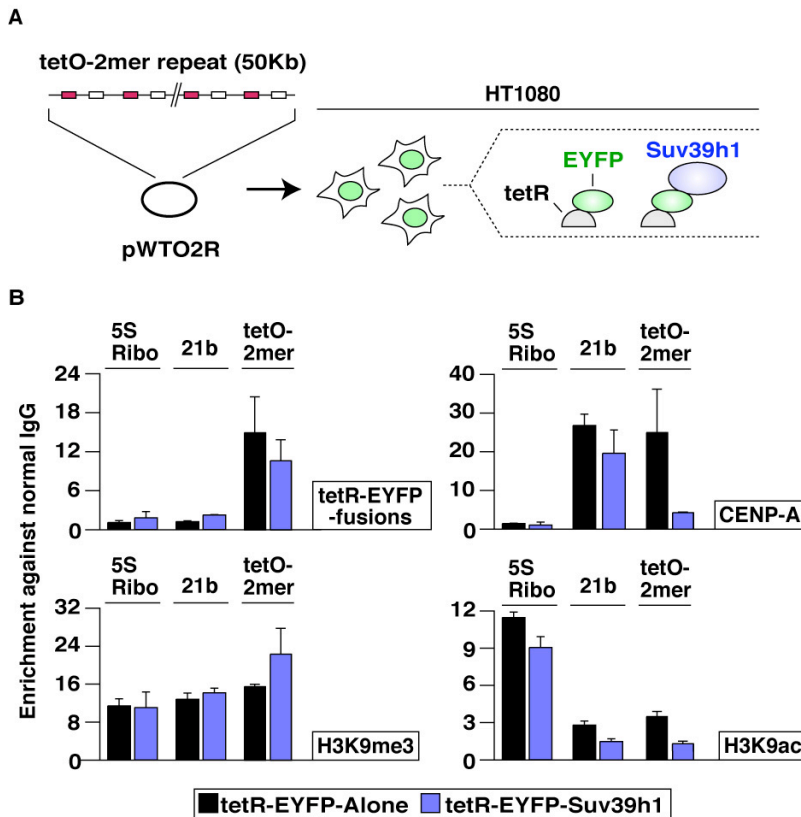 A
tetO-2mer repeat (50Kb)
HT1080
EYFP
Suv39h1
tetR
pWTO2R
B
Enrichment against normal IgG
5S
Ribo
21b
tetO-
2mer
24
18
12
6
0
tetR-EYFP
-fusions
5S
Ribo
21b
tetO-
2mer
40
30
20
10
0
CENP-A
5S
Ribo
21b
tetO-
2mer
32
24
16
8
0
H3K9me3
5S
Ribo
21b
tetO-
2mer
12
9
6
3
0
H3K9ac
tetR-EYFP-Alone
tetR-EYFP-Suv39h1